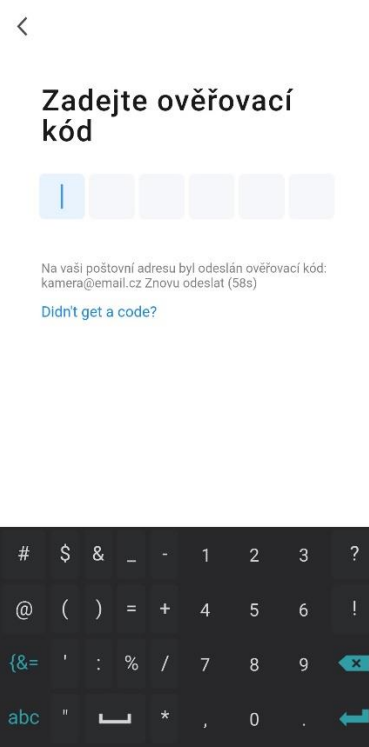 Zadejte ověřovací
kód
Na vaši poštovní adresu byl odeslán ověřovací kód:
kamera@email.cz Znovu odeslat (58s)
Didn't get a code?
# $ & _ - 1 2 3 ?
@ ( ) = + 4 5 6 !
{&= ' : % / 7 8 9
abc " * , 0 .